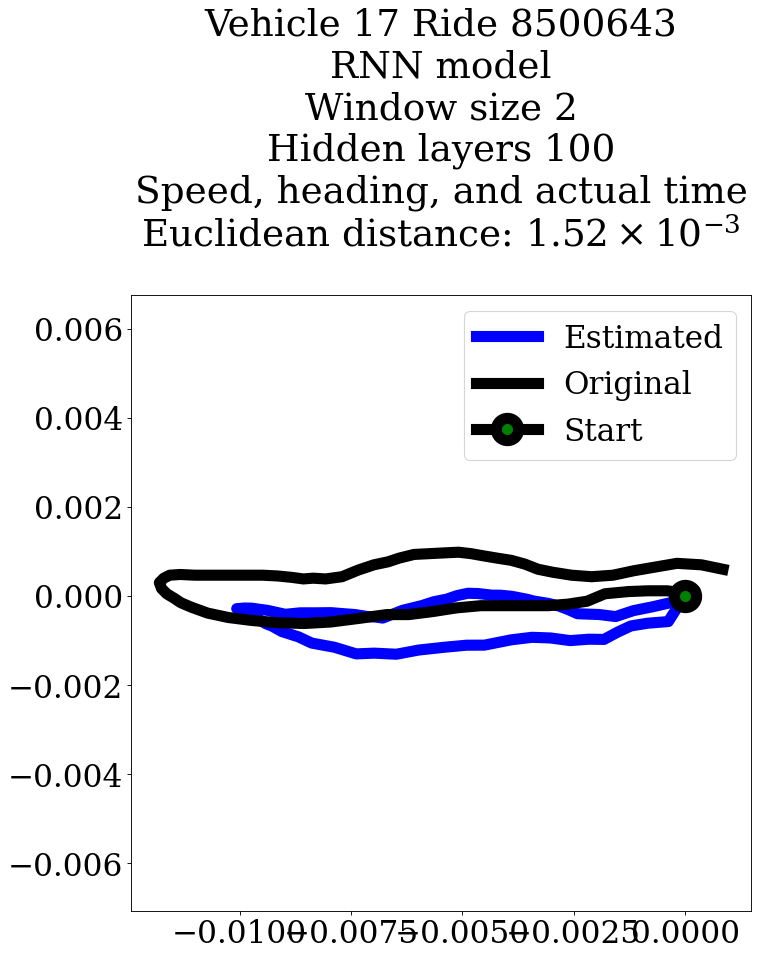 Vehicle 17 Ride 8500643
RNN model
Window size 2
Hidden layers 100
Speed, heading, and actual time
Euclidean distance: 1.52 × 10⁻³
Estimated
Original
Start
0.006
0.004
0.002
0.000
−0.002
−0.004
−0.006
−0.010 −0.0075 −0.005 −0.0025 0.0000